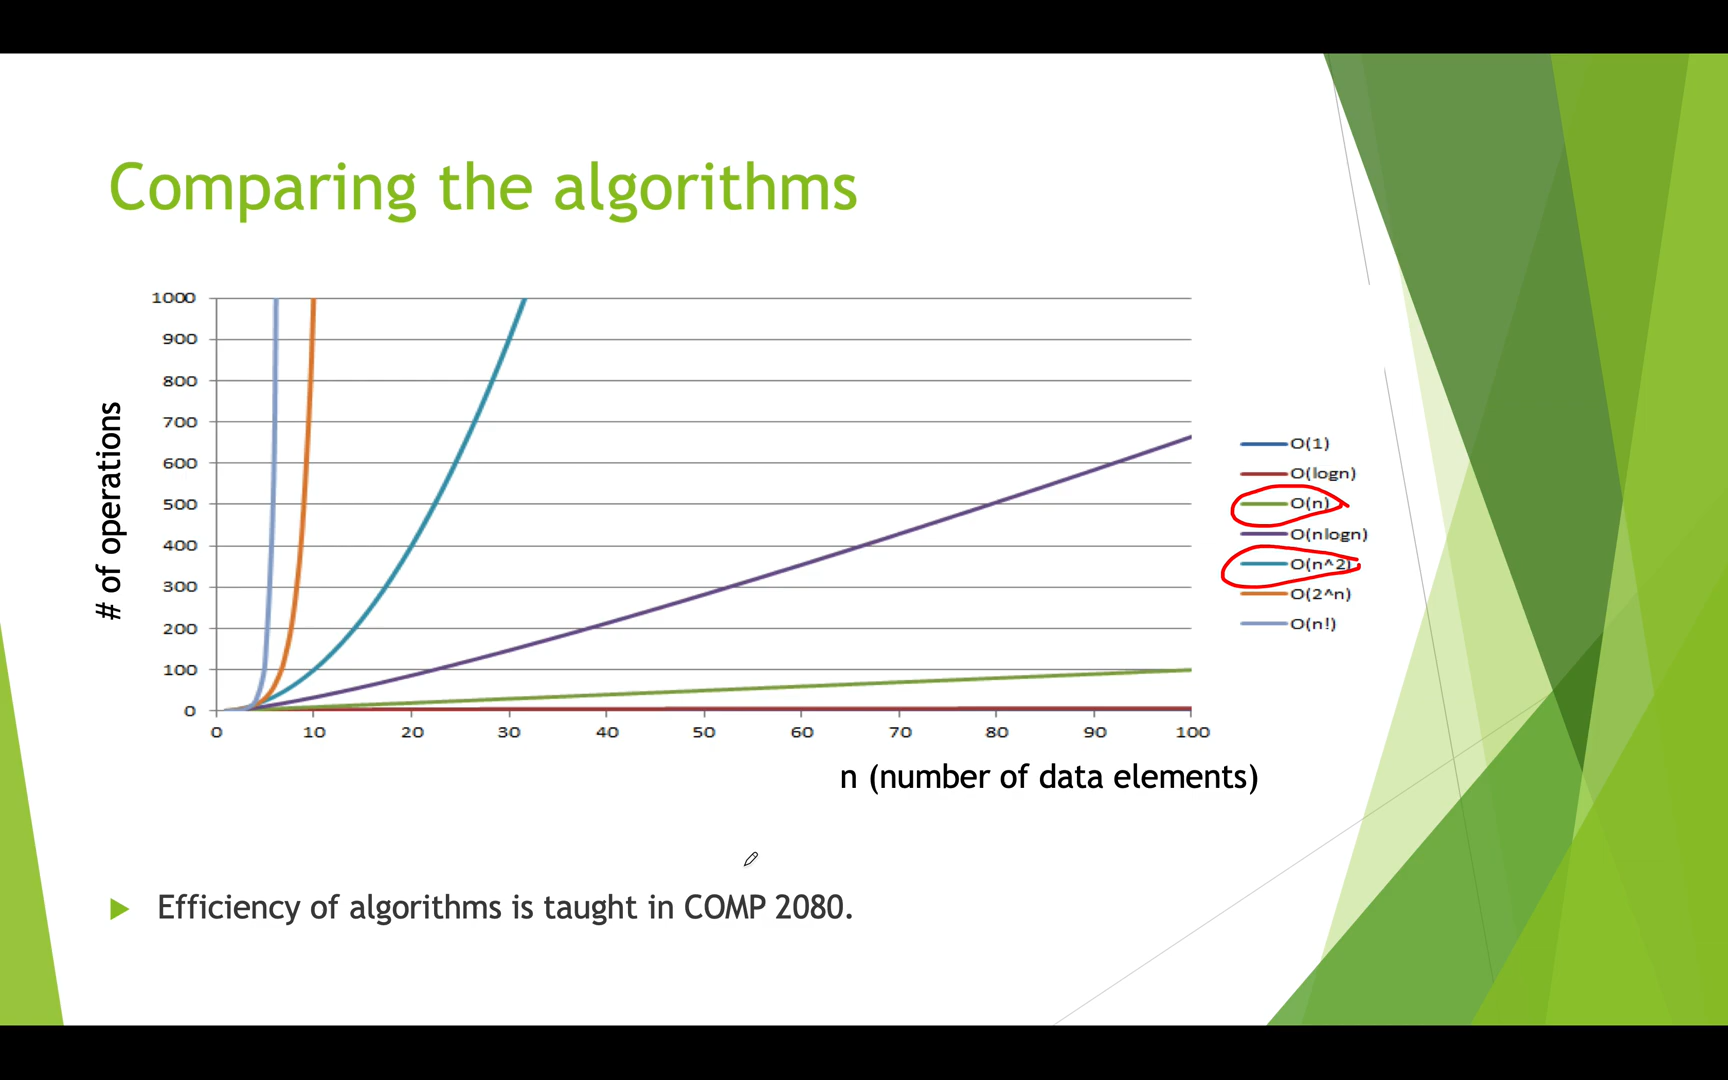 Comparing the algorithms
1000
900
800
700
600
500
400
300
200
100
0
# of operations
0 10 20 30 40 50 60 70 80 90 100
n (number of data elements)
O(1)
O(logn)
O(n)
O(nlogn)
O(n^2)
O(2^n)
O(n!)
Efficiency of algorithms is taught in COMP 2080.